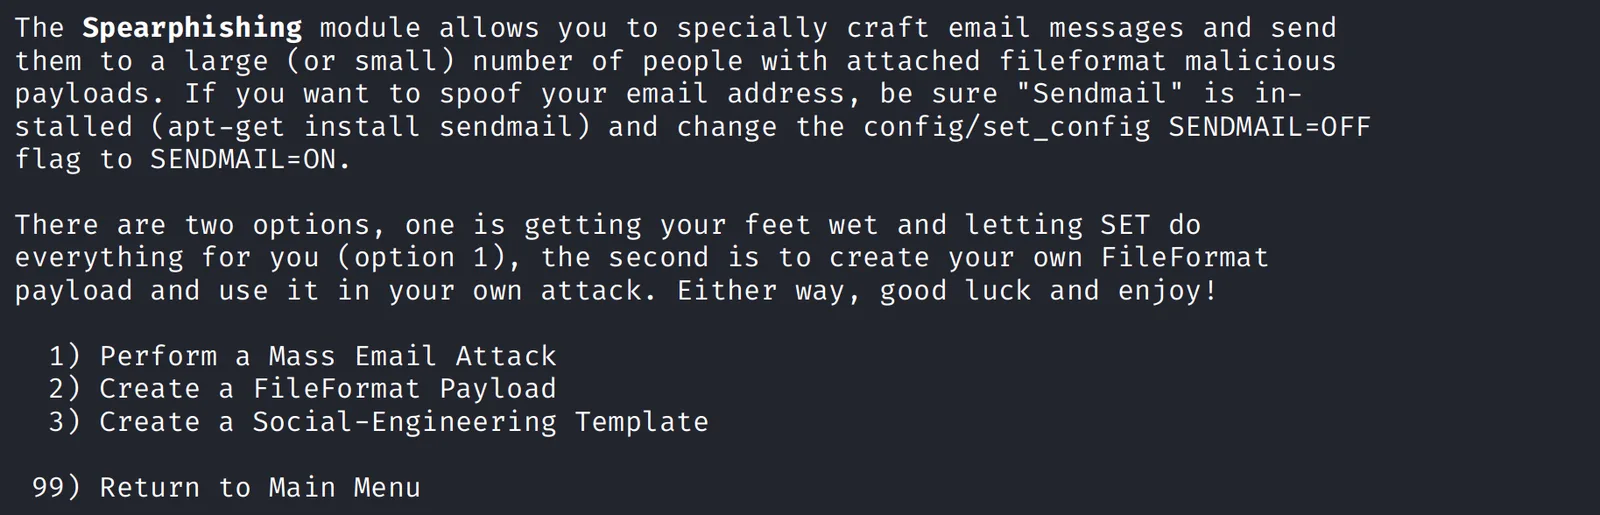 The Spearphishing module allows you to specially craft email messages and send
them to a large (or small) number of people with attached fileformat malicious
payloads. If you want to spoof your email address, be sure "Sendmail" is in-
stalled (apt-get install sendmail) and change the config/set_config SENDMAIL=OFF
flag to SENDMAIL=ON.

There are two options, one is getting your feet wet and letting SET do
everything for you (option 1), the second is to create your own FileFormat
payload and use it in your own attack. Either way, good luck and enjoy!

1) Perform a Mass Email Attack
2) Create a FileFormat Payload
3) Create a Social-Engineering Template

99) Return to Main Menu